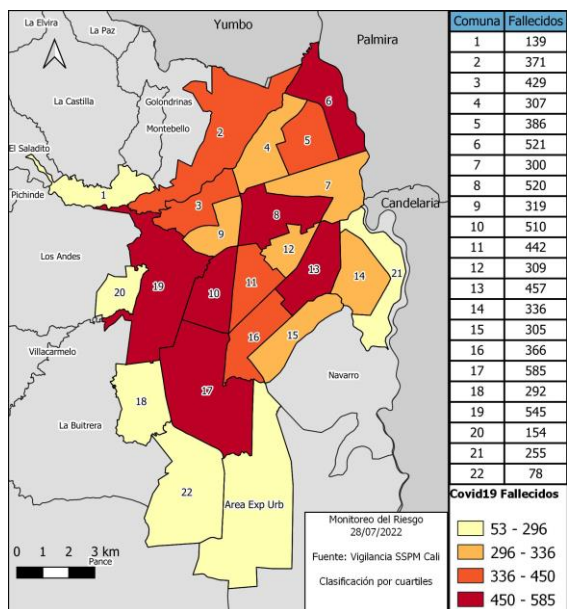 Yumbo
La Elvira
La Paz
Palmira
La Castilla
Golondrinas
Montebello
El Saladito
Pichinde
Candelaria
Los Andes
Villacarmelo
La Buitrera
Navarro
Pance
Area Exp Urb
1
2
3
4
5
6
7
8
9
10
11
12
13
14
15
16
17
18
19
20
21
22
0 1 2 3 km
Monitoreo del Riesgo
28/07/2022
Fuente: Vigilancia SSPM Cali
Clasificación por cuartiles
Comuna Fallecidos
1 139
2 371
3 429
4 307
5 386
6 521
7 300
8 520
9 319
10 510
11 442
12 309
13 457
14 336
15 305
16 366
17 585
18 292
19 545
20 154
21 255
22 78
Covid19 Fallecidos
53 - 296
296 - 336
336 - 450
450 - 585